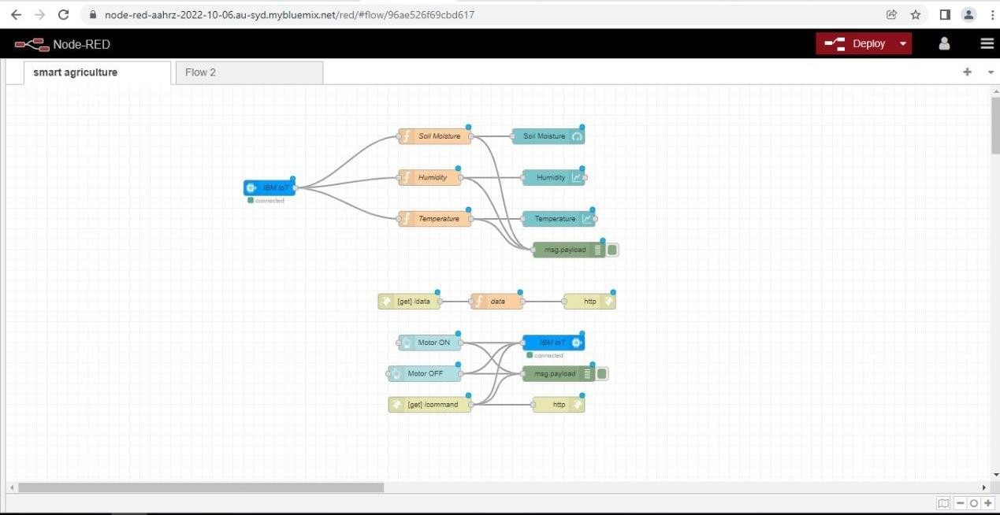 node-red-aahrz-2022-10-06.au-syd.mybluemix.net/red/#flow/96ae526f69cbd617
Node-RED
Deploy
smart agriculture
Flow 2
Soil Moisture
Soil Moisture
Humidity
Humidity
IBM IoT
connected
Temperature
Temperature
msg.payload
[get] /data
data
http
Motor ON
IBM IoT
connected
Motor OFF
msg.payload
[get] /command
http